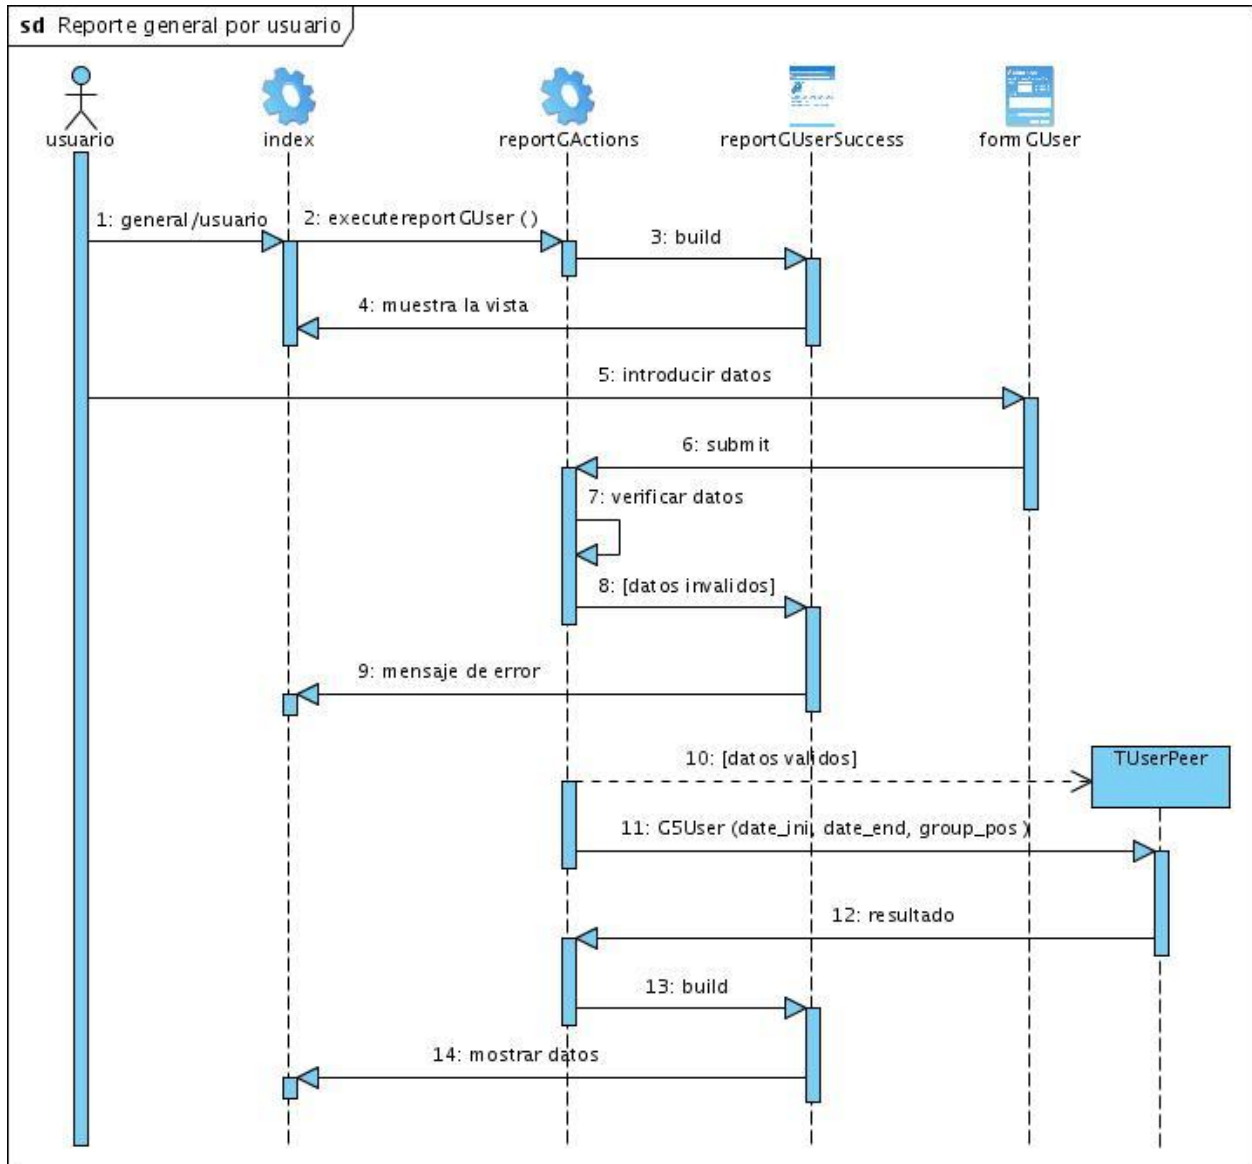 sd Reporte general por usuario
usuario
index
reportGActions
reportGUserSuccess
formGUser
1: general/usuario
2: executereportGUser ()
3: build
4: muestra la vista
5: introducir datos
6: submit
7: verificar datos
8: [datos invalidos]
9: mensaje de error
10: [datos validos]
TUserPeer
11: G5User (date_ini, date_end, group_pos)
12: resultado
13: build
14: mostrar datos